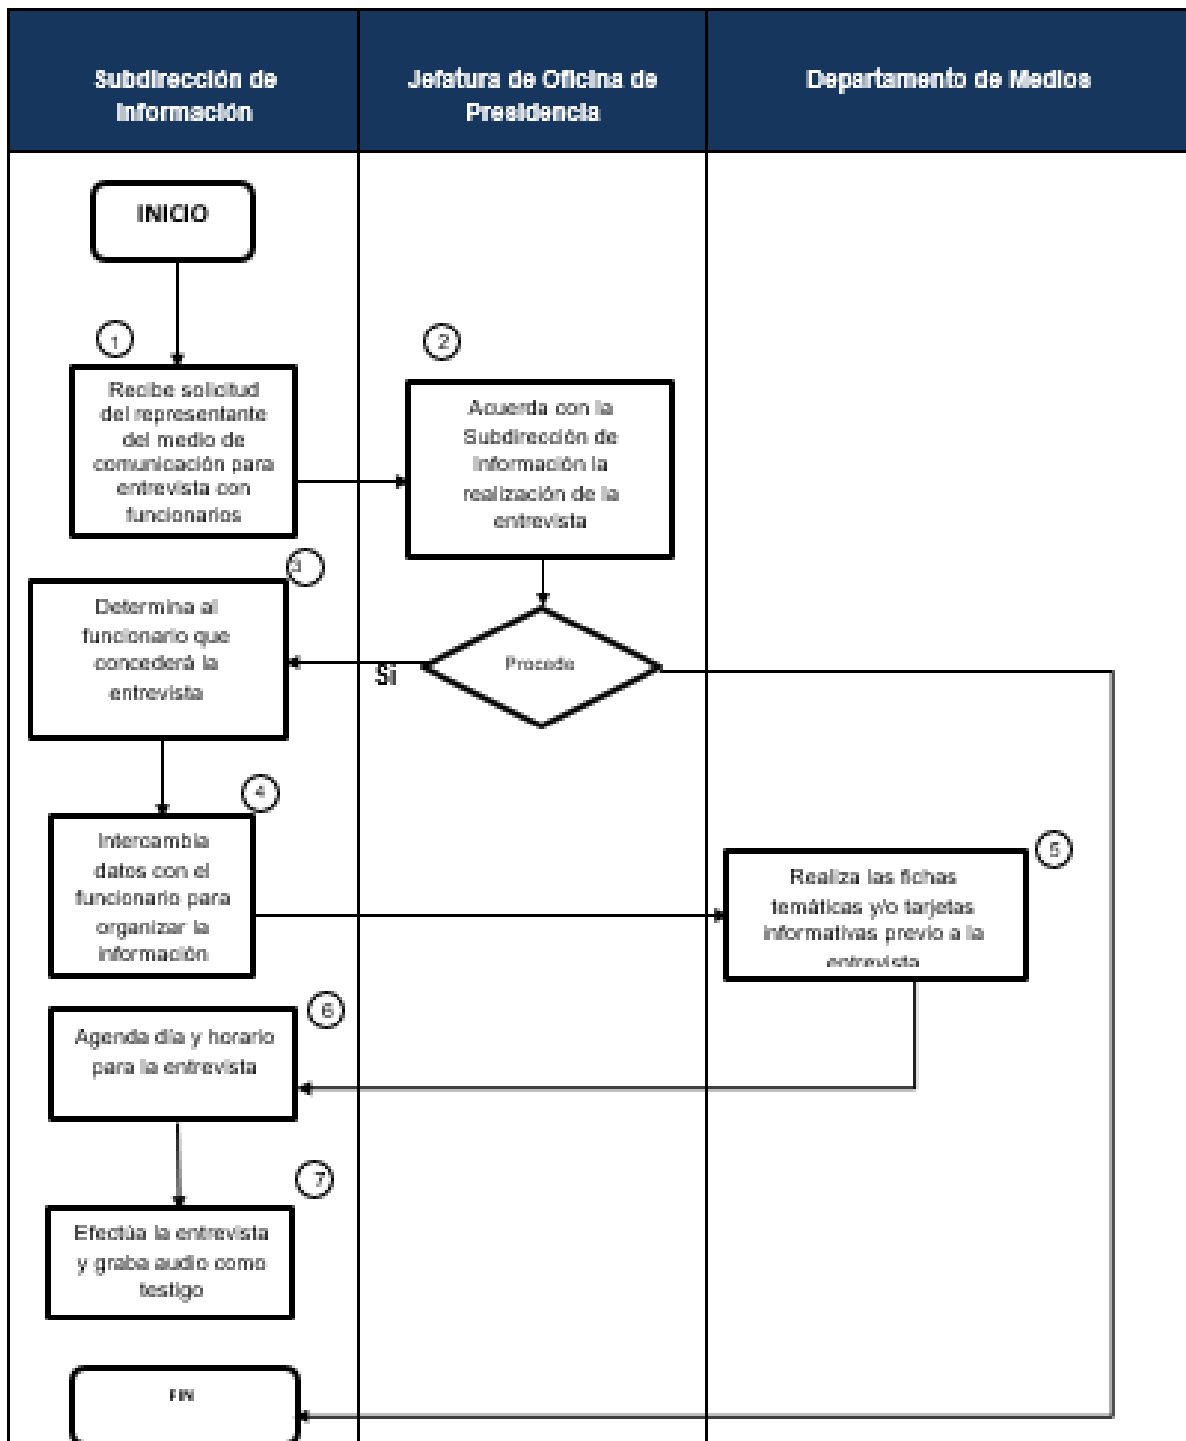 Subdirección de
Información
Jefatura de Oficina de
Presidencia
Departamento de Medios
INICIO
1
Recibe solicitud
del representante
del medio de
comunicación para
entrevista con
funcionarios
2
Acuerda con la
Subdirección de
Información la
realización de la
entrevista
Procede
Si
3
Determina al
funcionario que
concederá la
entrevista
4
Intercambia
datos con el
funcionario para
organizar la
información
5
Realiza las fichas
temáticas y/o tarjetas
informativas previo a la
entrevista
6
Agenda día y horario
para la entrevista
7
Efectúa la entrevista
y graba audio como
testigo
FIN